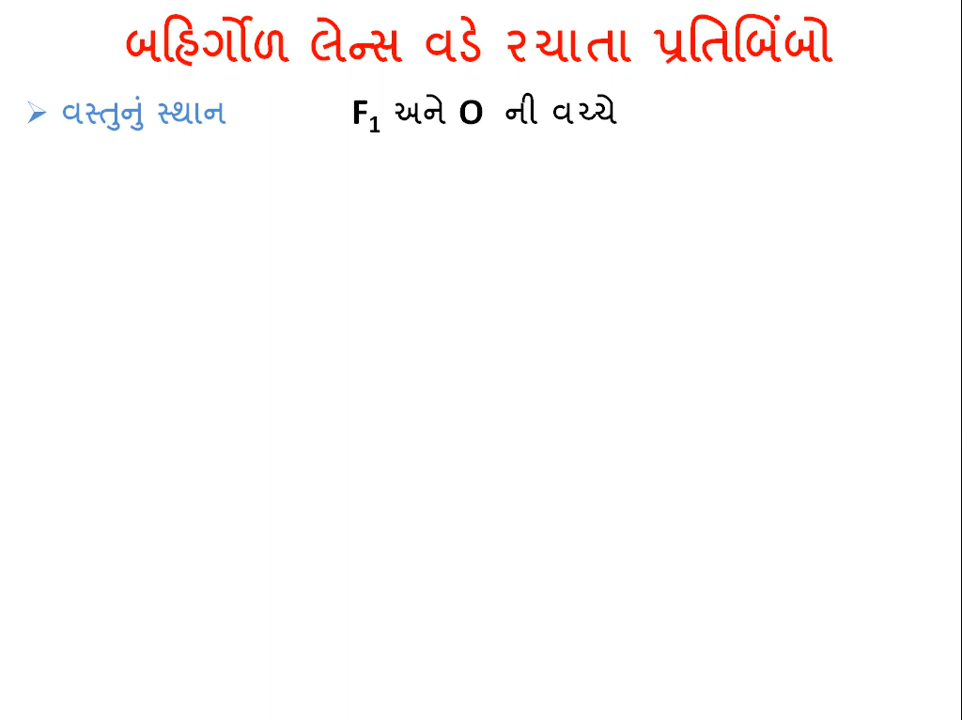 બહિર્ગોળ લેન્સ વડે રચાતા પ્રતિબિંબો
➢ વસ્તુનું સ્થાન F₁ અને O ની વચ્ચે